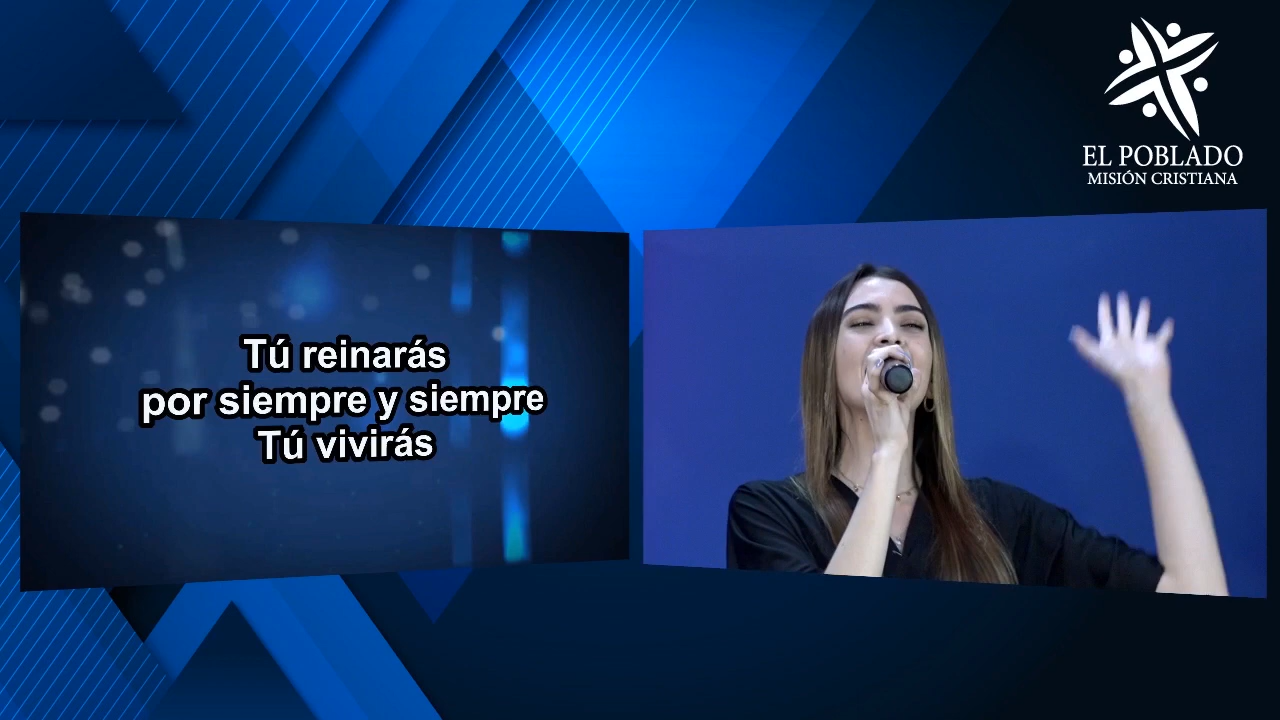 EL POBLADO
MISIÓN CRISTIANA
Tú reinarás
por siempre y siempre
Tú vivirás